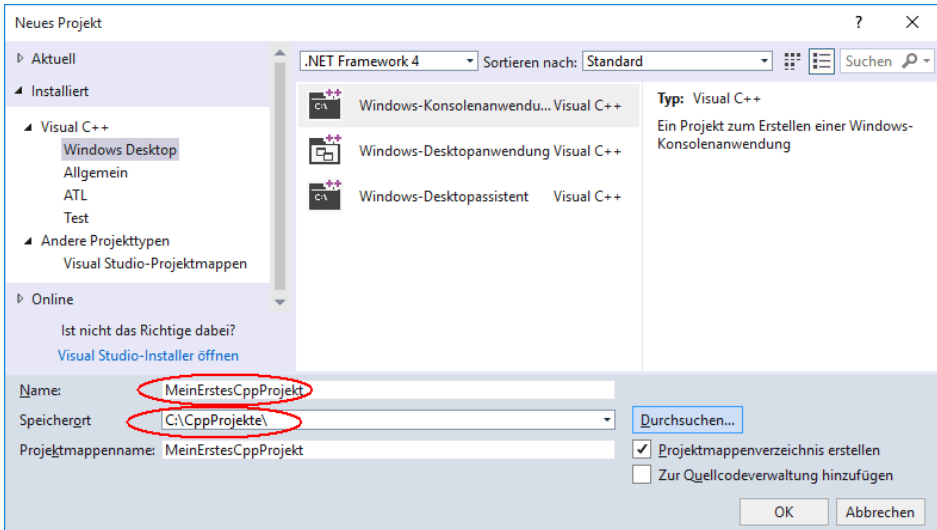 Neues Projekt ?
Aktuell
Installiert
Visual C++
Windows Desktop
Allgemein
ATL
Test
Andere Projekttypen
Visual Studio-Projektmappen
Online
Ist nicht das Richtige dabei?
Visual Studio-Installer öffnen
.NET Framework 4 Sortieren nach: Standard Suchen
Windows-Konsolenanwendu... Visual C++
Windows-Desktopanwendung Visual C++
Windows-Desktopassistent Visual C++
Typ: Visual C++
Ein Projekt zum Erstellen einer Windows-
Konsolenanwendung
Name: MeinErstesCppProjekt
Speicherort C:\CppProjekte\ Durchsuchen...
Projektmappenname: MeinErstesCppProjekt
Projektmappenverzeichnis erstellen
Zur Quellcodeverwaltung hinzufügen
OK Abbrechen